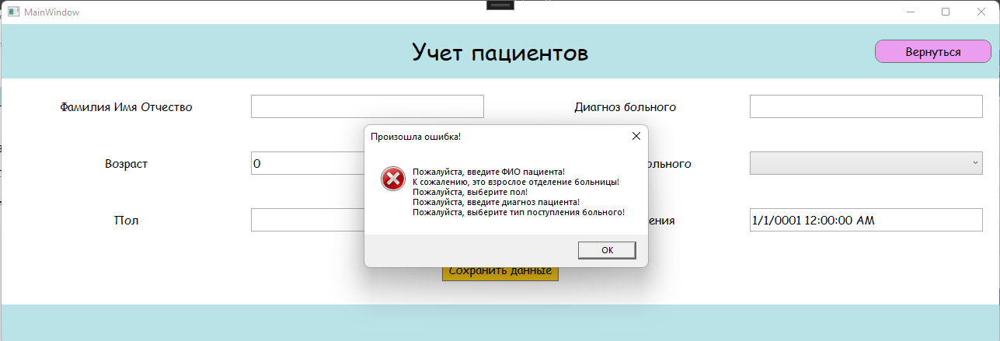 MainWindow
Учет пациентов
Вернуться
Фамилия Имя Отчество
Диагноз больного
Произошла ошибка!
Возраст
0
Пожалуйста, введите ФИО пациента!
К сожалению, это взрослое отделение больницы!
Пожалуйста, выберите пол!
Пожалуйста, введите диагноз пациента!
Пожалуйста, выберите тип поступления больного!
Пол
1/1/0001 12:00:00 AM
OK
Сохранить данные